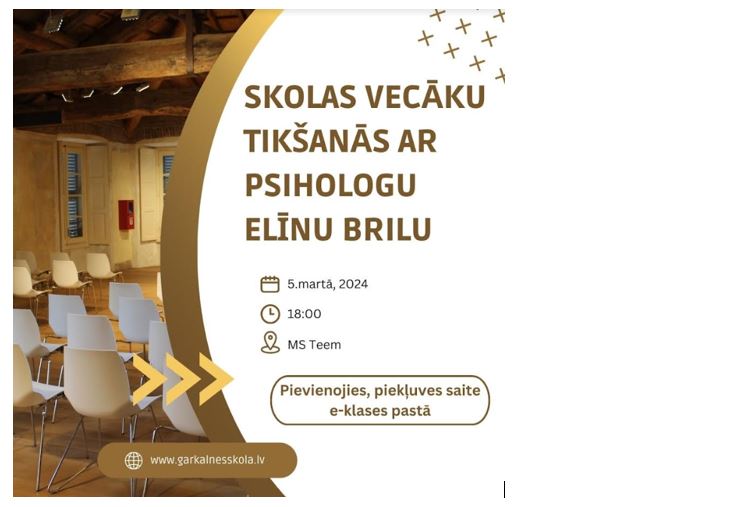 SKOLAS VECĀKU
TIKŠANĀS AR
PSIHOLOGU
ELĪNU BRILU
5.martā, 2024
18:00
MS Teem
Pievienojies, piekļuves saite
e-klases pastā
www.garkalnesskola.lv